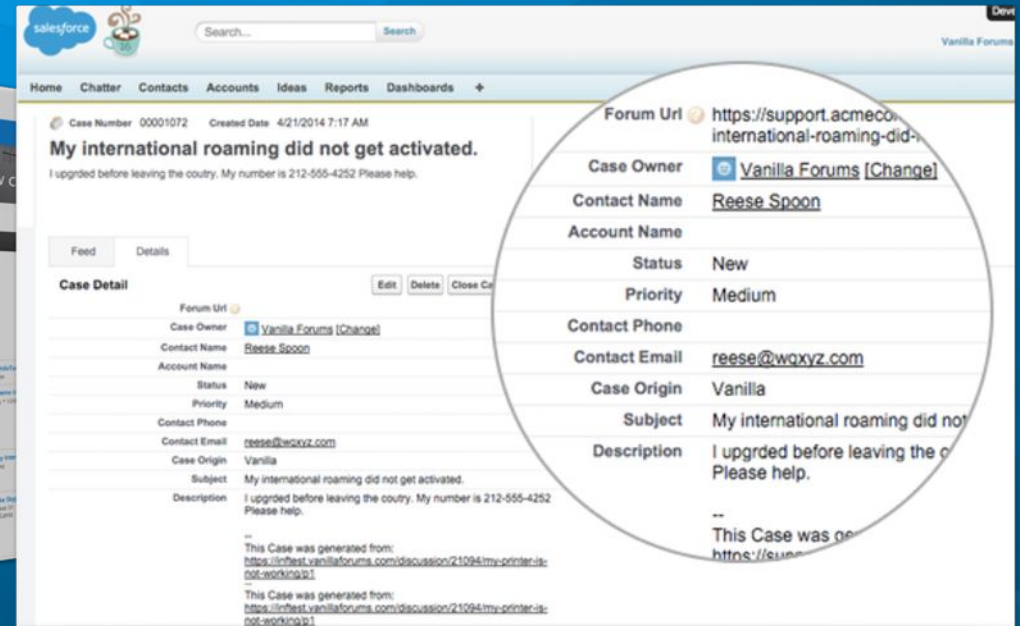 salesforce
16
Search...
Search
Deve
Vanilla Forums
Home Chatter Contacts Accounts Ideas Reports Dashboards +
Case Number 00001072 Created Date 4/21/2014 7:17 AM
My international roaming did not get activated.
I upgrded before leaving the coutry. My number is 212-555-4252 Please help.
Feed Details
Case Detail
Edit Delete Close Ca
Forum Url
Case Owner Vanilla Forums [Change]
Contact Name Reese Spoon
Account Name
Status New
Priority Medium
Contact Phone
Contact Email reese@wqxyz.com
Case Origin Vanilla
Subject My international roaming did not get activated.
Description I upgrded before leaving the coutry. My number is 212-555-4252
Please help.
--
This Case was generated from:
https://inftest.vanillaforums.com/discussion/21094/my-printer-is-
not-working/p1
--
This Case was generated from:
https://inftest.vanillaforums.com/discussion/21094/my-printer-is-
not-working/p1
Forum Url https://support.acmeco
international-roaming-did-
Case Owner Vanilla Forums [Change]
Contact Name Reese Spoon
Account Name
Status New
Priority Medium
Contact Phone
Contact Email reese@wqxyz.com
Case Origin Vanilla
Subject My international roaming did not
Description I upgrded before leaving the c
Please help.
--
This Case was ge
https://supp